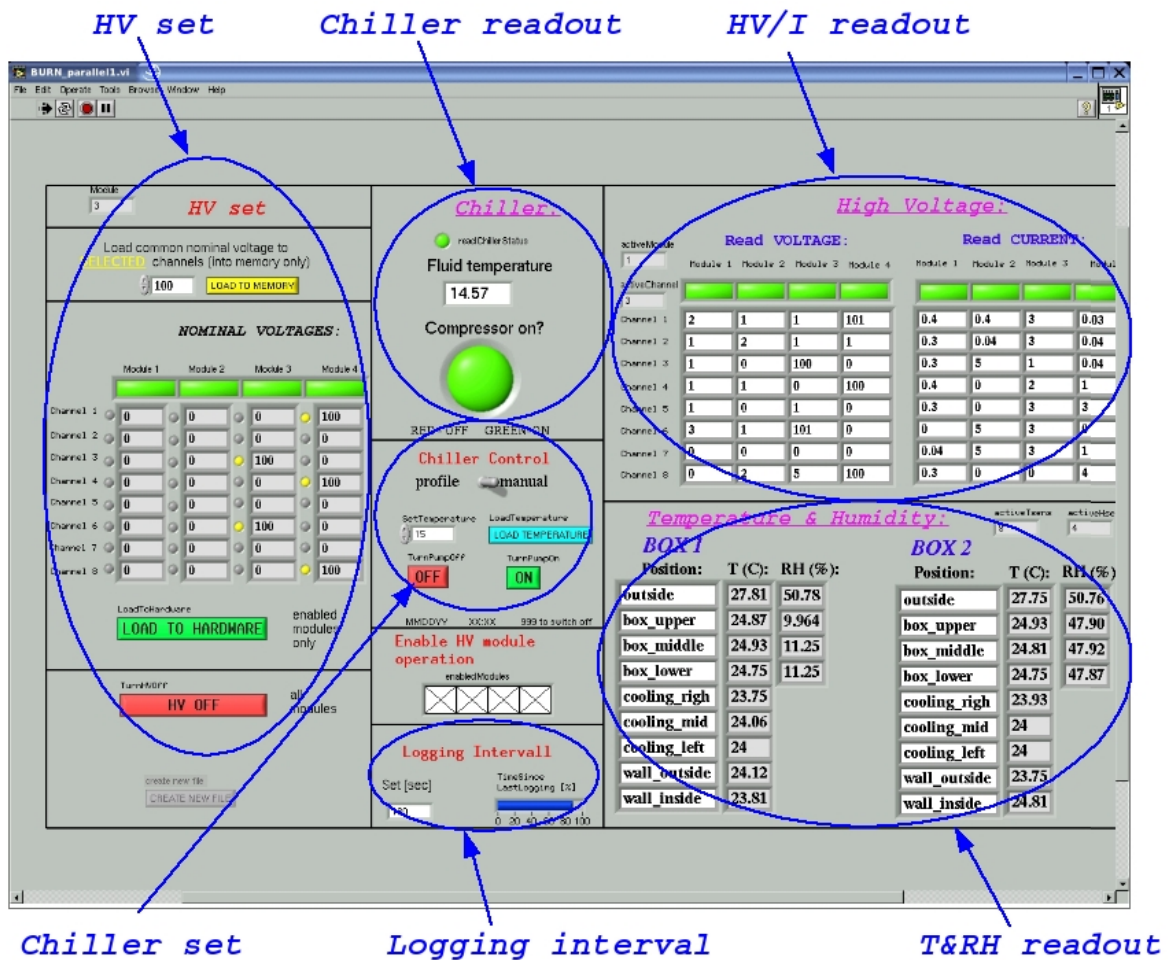 HV set Chiller readout HV/I readout
BURN_parallel1.vi
File Edit Operate Tools Browse Window Help
Module
3
HV set
Load common nominal voltage to
SELECTED channels (into memory only)
100 LOAD TO MEMORY
NOMINAL VOLTAGES:
Module 1 Module 2 Module 3 Module 4
Channel 1 0 0 0 100
Channel 2 0 0 0 0
Channel 3 0 0 100 0
Channel 4 0 0 0 100
Channel 5 0 0 0 0
Channel 6 0 0 100 0
Channel 7 0 0 0 0
Channel 8 0 0 0 100
LoadToHardware
LOAD TO HARDWARE
enabled
modules
only
TurnHVOff
HV OFF
all
modules
create new file
CREATE NEW FILE
Chiller:
readChillerStatus
Fluid temperature
14.57
Compressor on?
RED OFF GREEN ON
Chiller Control
profile manual
SetTemperature LoadTemperature
15 LOAD TEMPERATURE
TurnPumpOff TurnPumpOn
OFF ON
MMDDYY XX:XX 999 to switch off
Enable HV module
operation
enabledModules
Logging Intervall
Set [sec]
TimeSince
LastLogging [%]
0 20 40 60 80 100
High Voltage:
Read VOLTAGE: Read CURRENT:
activeModule
1
Module 1 Module 2 Module 3 Module 4 Module 1 Module 2 Module 3
activeChannel
3
Channel 1 2 1 1 101 0.4 0.4 3 0.03
Channel 2 1 2 1 1 0.3 0.04 3 0.04
Channel 3 1 0 100 0 0.3 5 1 0.04
Channel 4 1 1 0 100 0.4 0 2 1
Channel 5 1 0 1 0 0.3 0 3 3
Channel 6 3 1 101 0 0 5 3 0
Channel 7 0 0 0 0 0.04 5 3 1
Channel 8 0 2 5 100 0.3 0 0 4
Temperature & Humidity:
activeHse
4
BOX 1
Position: T (C): RH (%):
outside 27.81 50.78
box_upper 24.87 9.964
box_middle 24.93 11.25
box_lower 24.75 11.25
cooling_righ 23.75
cooling_mid 24.06
cooling_left 24
wall_outside 24.12
wall_inside 23.81
BOX 2
Position: T (C): RH (%)
outside 27.75 50.76
box_upper 24.93 47.90
box_middle 24.81 47.92
box_lower 24.75 47.87
cooling_righ 23.93
cooling_mid 24
cooling_left 24
wall_outside 23.75
wall_inside 24.81
Chiller set Logging interval T&RH readout